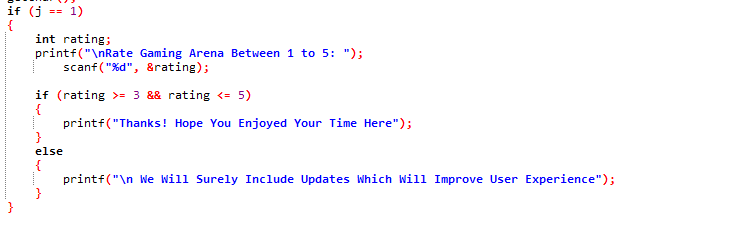 if (j == 1)
{
int rating;
printf("\nRate Gaming Arena Between 1 to 5: ");
scanf("%d", &rating);
if (rating >= 3 && rating <= 5)
{
printf("Thanks! Hope You Enjoyed Your Time Here");
}
else
{
printf("\n We Will Surely Include Updates Which Will Improve User Experience");
}
}